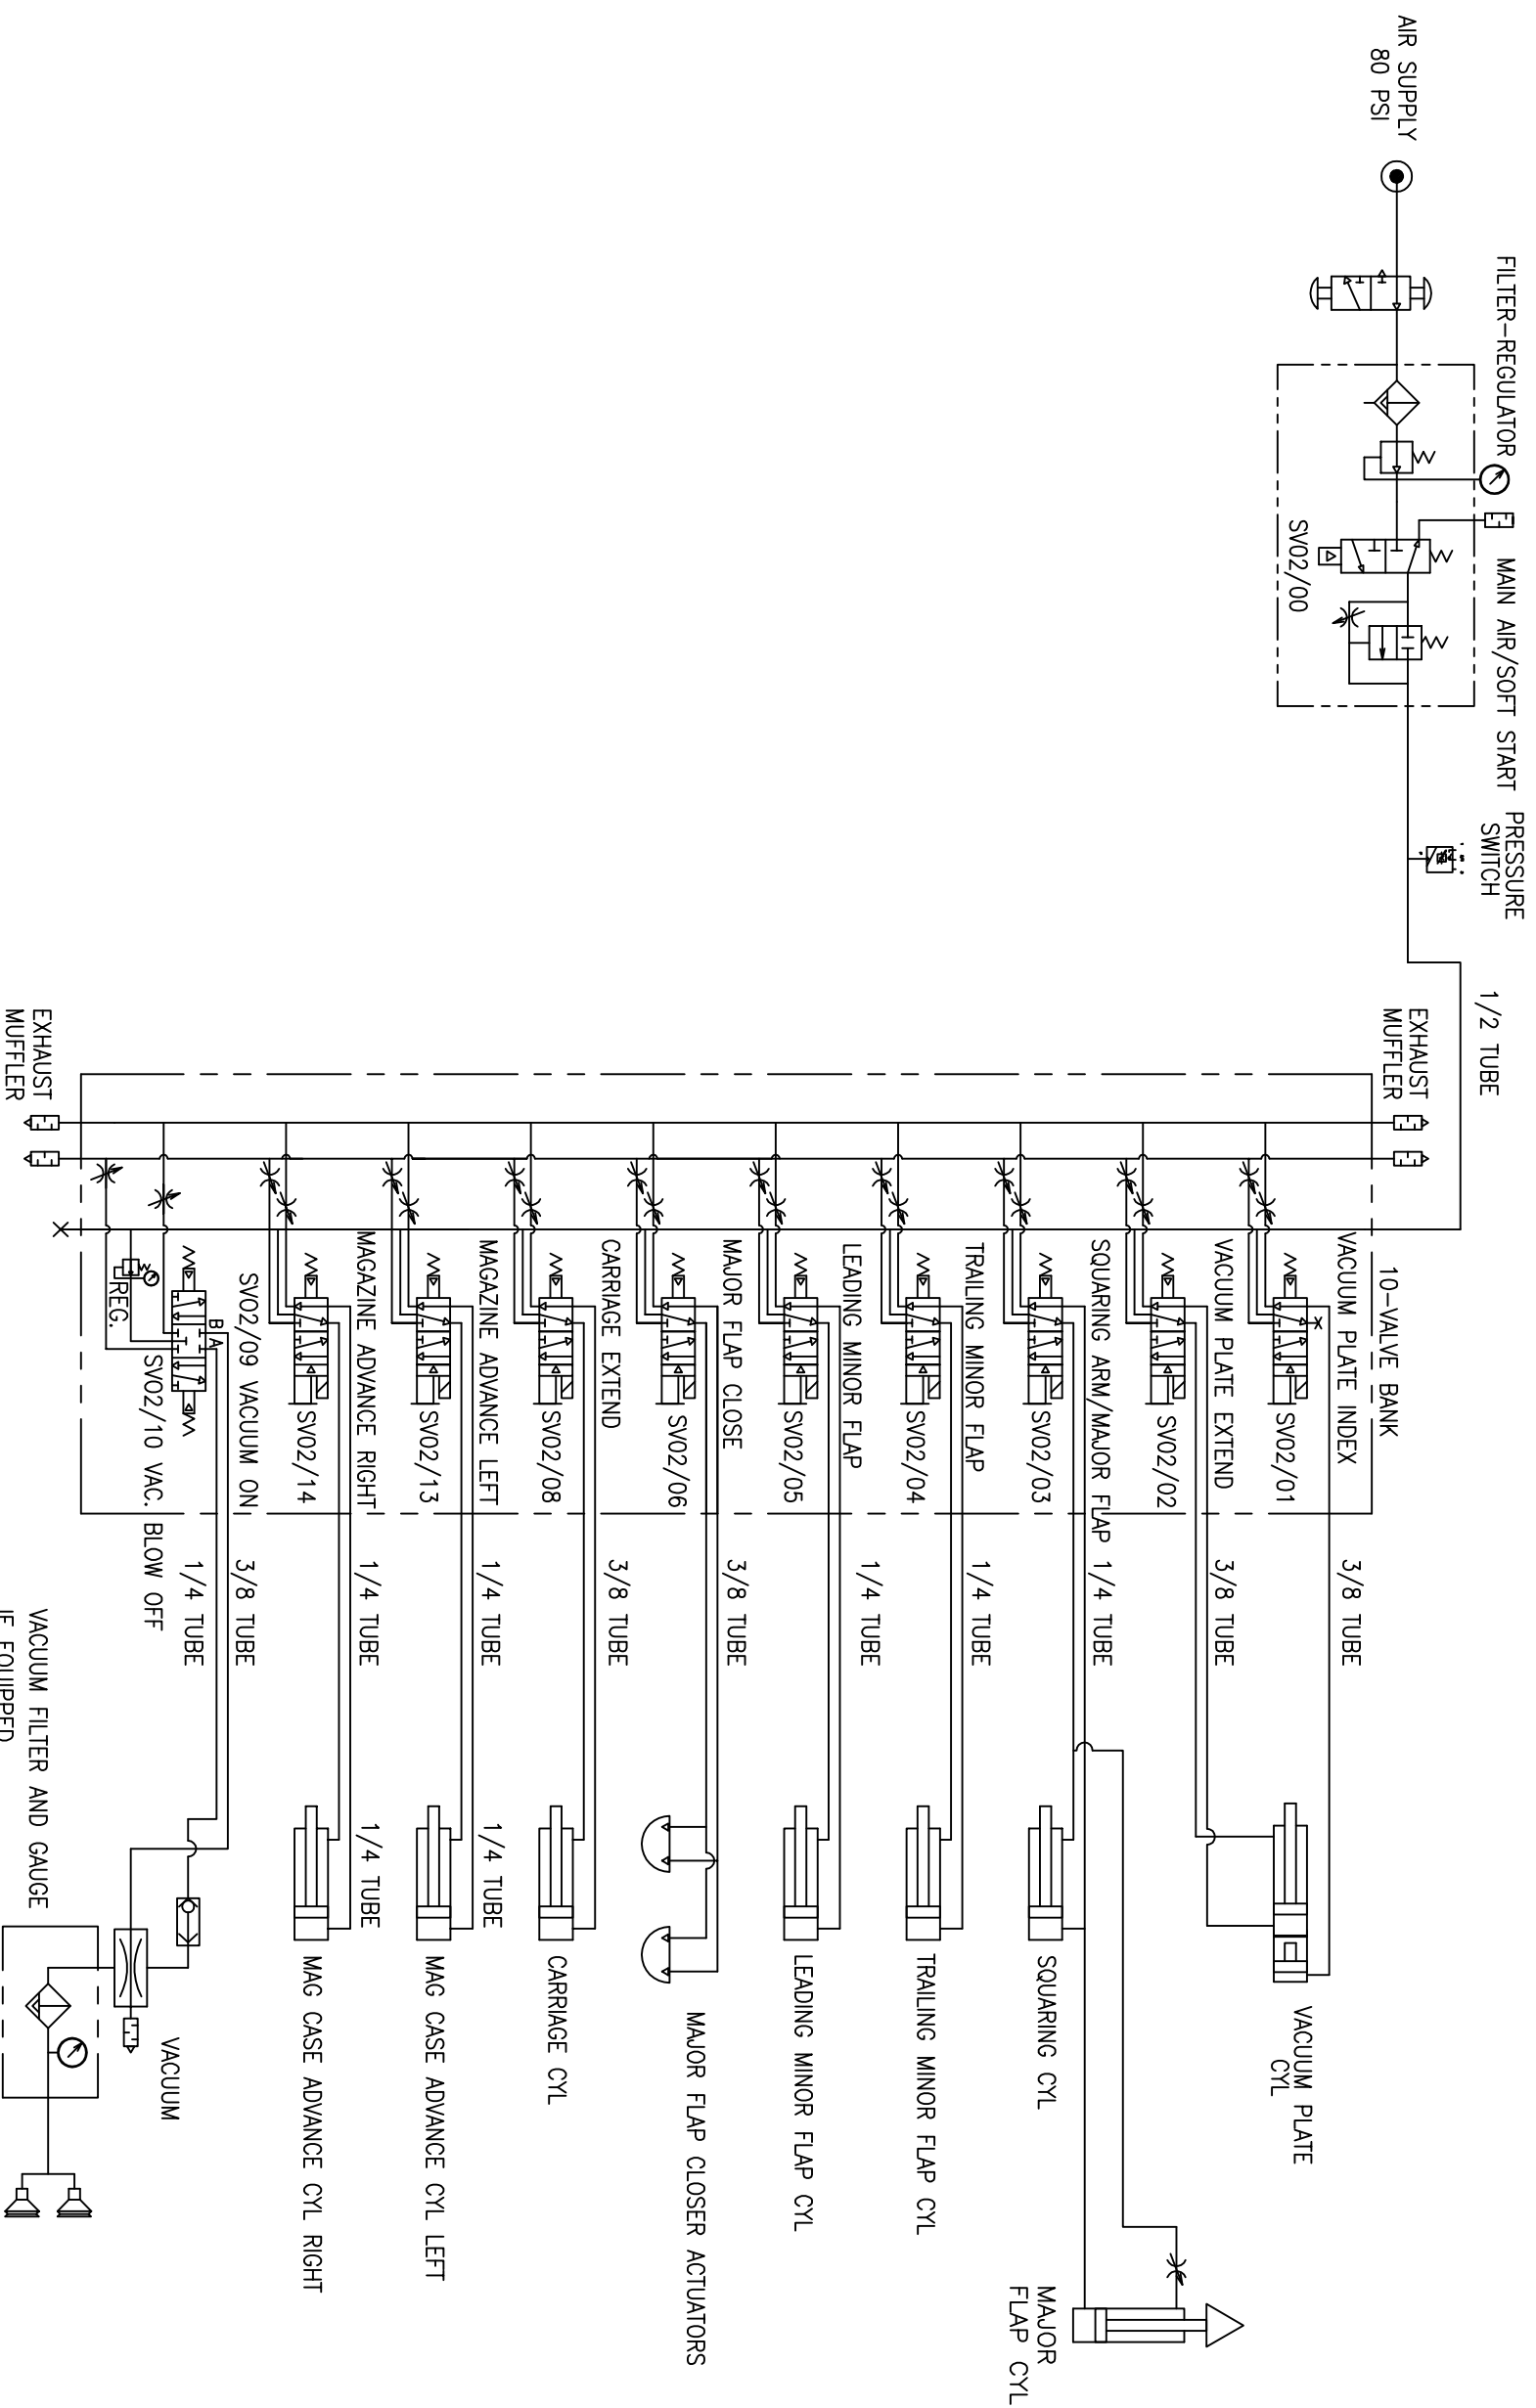 AIR SUPPLY
80 PSI
FILTER-REGULATOR
MAIN AIR/SOFT START
SV02/00
PRESSURE
SWITCH
1/2 TUBE
EXHAUST
MUFFLER
EXHAUST
MUFFLER
10-VALVE BANK
VACUUM PLATE INDEX
SV02/01
3/8 TUBE
VACUUM PLATE
CYL
VACUUM PLATE EXTEND
SV02/02
3/8 TUBE
SQUARING ARM/MAJOR FLAP
SV02/03
1/4 TUBE
SQUARING CYL
MAJOR
FLAP CYL
TRAILING MINOR FLAP
SV02/04
1/4 TUBE
TRAILING MINOR FLAP CYL
LEADING MINOR FLAP
SV02/05
1/4 TUBE
LEADING MINOR FLAP CYL
MAJOR FLAP CLOSE
SV02/06
3/8 TUBE
MAJOR FLAP CLOSER ACTUATORS
CARRIAGE EXTEND
SV02/08
3/8 TUBE
CARRIAGE CYL
MAGAZINE ADVANCE LEFT
SV02/13
1/4 TUBE
1/4 TUBE
MAG CASE ADVANCE CYL LEFT
MAGAZINE ADVANCE RIGHT
SV02/14
1/4 TUBE
1/4 TUBE
MAG CASE ADVANCE CYL RIGHT
SV02/09 VACUUM ON
B
A
3/8 TUBE
1/4 TUBE
REG.
SV02/10 VAC. BLOW OFF
VACUUM
VACUUM FILTER AND GAUGE
IF EQUIPPED